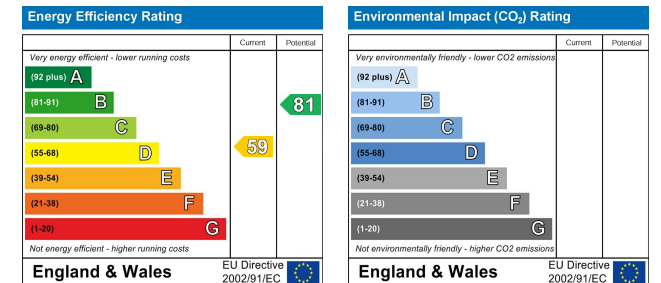 Energy Efficiency Rating
Current Potential
Very energy efficient - lower running costs
(92 plus) A
(81-91) B
(69-80) C
(55-68) D
(39-54) E
(21-38) F
(1-20) G
59
81
Not energy efficient - higher running costs
England & Wales
EU Directive
2002/91/EC
Environmental Impact (CO₂) Rating
Current Potential
Very environmentally friendly - lower CO2 emissions
(92 plus) A
(81-91) B
(69-80) C
(55-68) D
(39-54) E
(21-38) F
(1-20) G
Not environmentally friendly - higher CO2 emissions
England & Wales
EU Directive
2002/91/EC